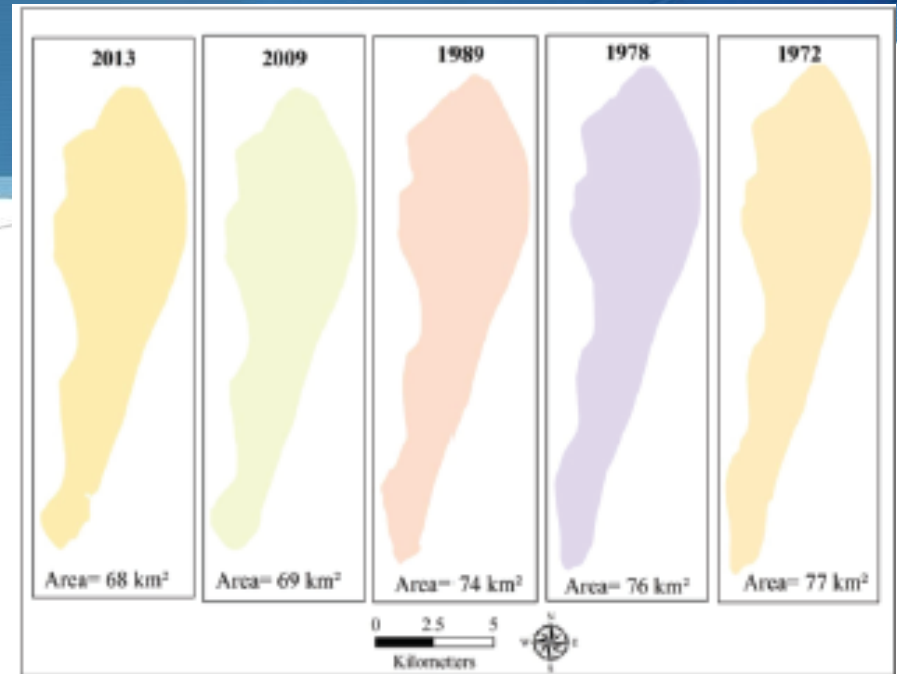 2013 2009 1989 1978 1972
Area= 68 km² Area= 69 km² Area= 74 km² Area= 76 km² Area= 77 km²
0 2.5 5
Kilometers
N
W E
S